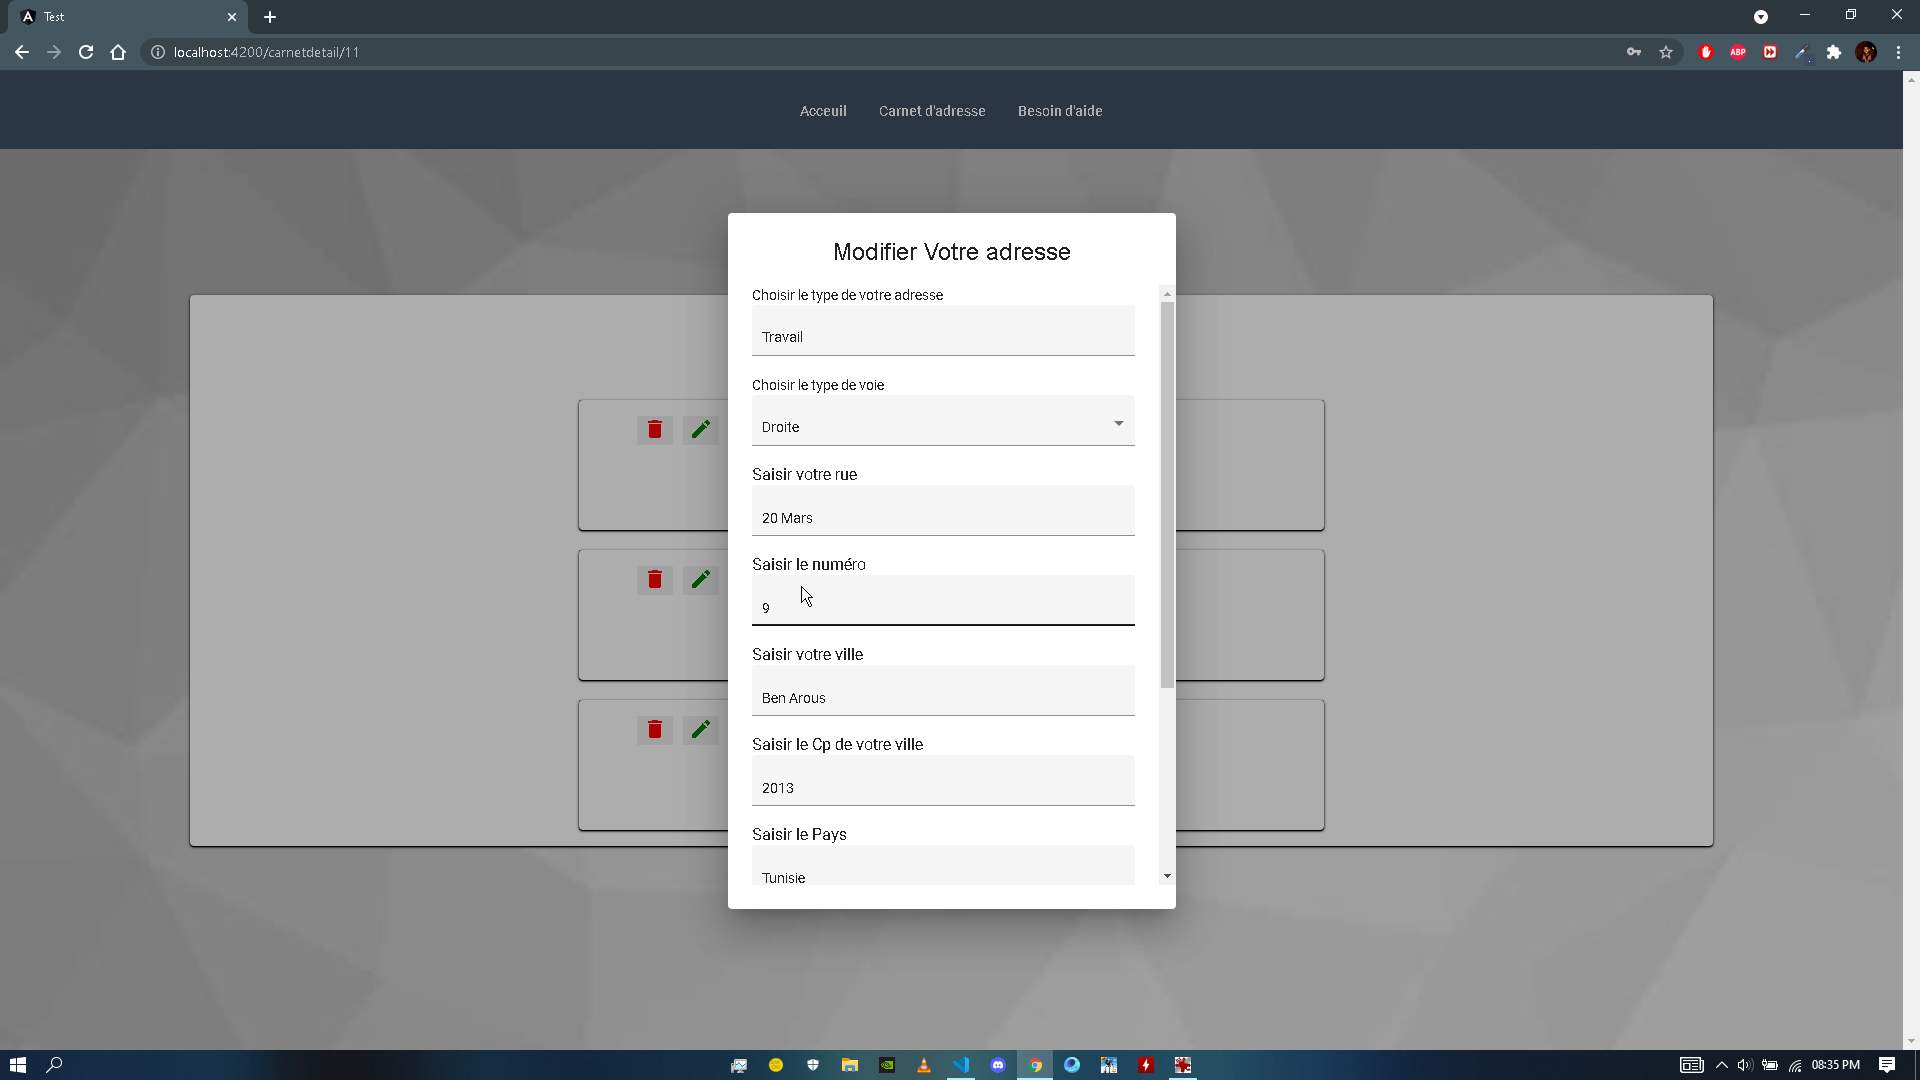 Test
localhost:4200/carnetdetail/11
ABP
Acceuil
Carnet d'adresse
Besoin d'aide
Modifier Votre adresse
Choisir le type de votre adresse
Travail
Choisir le type de voie
Droite
Saisir votre rue
20 Mars
Saisir le numéro
9
Saisir votre ville
Ben Arous
Saisir le Cp de votre ville
2013
Saisir le Pays
Tunisie
08:35 PM